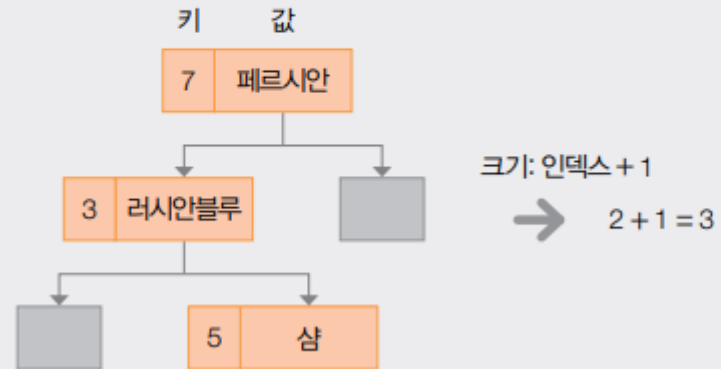 키 값
7 페르시안
크기: 인덱스 + 1
3 러시안블루
2 + 1 = 3
5 샴